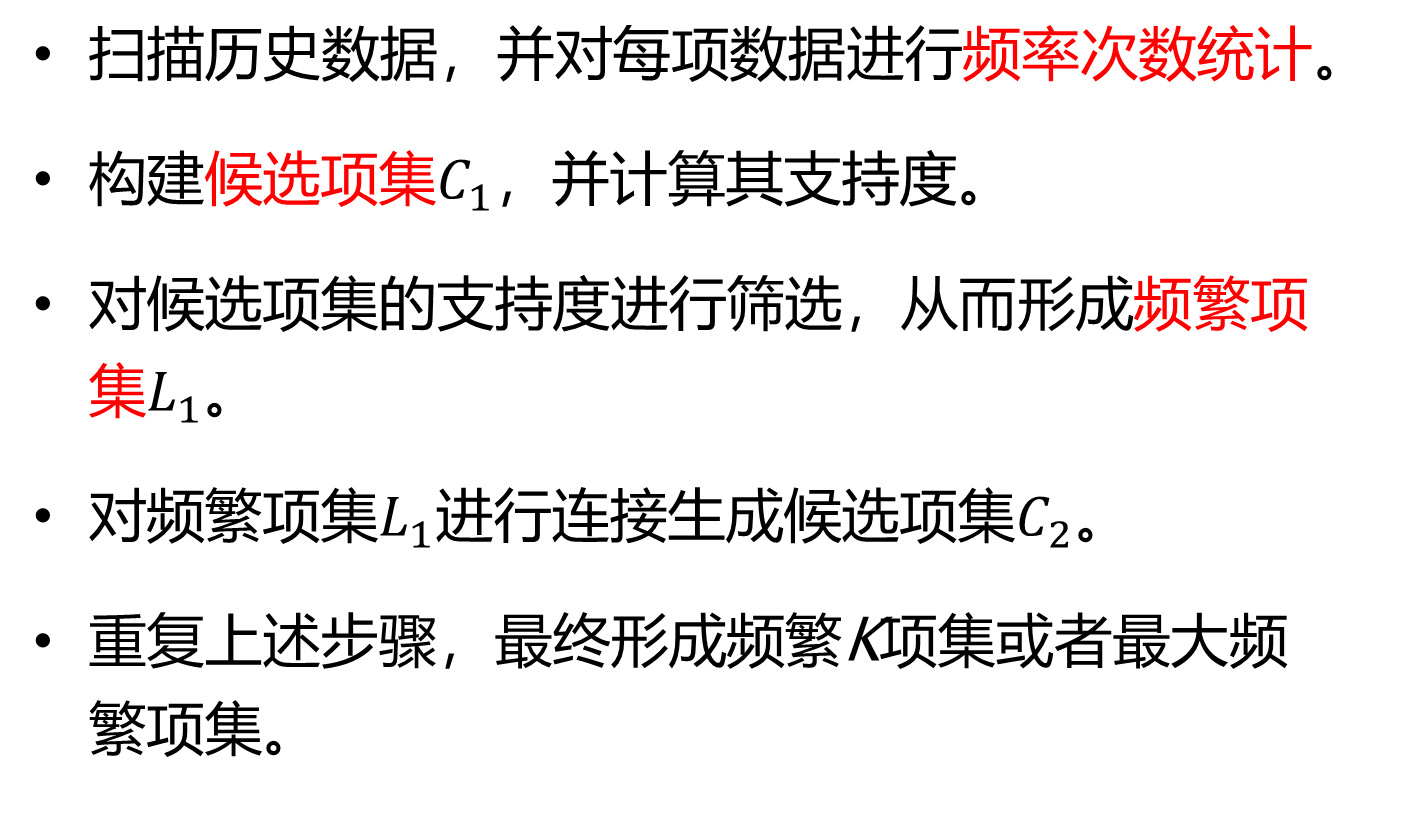 • 扫描历史数据，并对每项数据进行频率次数统计。
• 构建候选项集C₁，并计算其支持度。
• 对候选项集的支持度进行筛选，从而形成频繁项
集L₁。
• 对频繁项集L₁进行连接生成候选项集C₂。
• 重复上述步骤，最终形成频繁K项集或者最大频
繁项集。